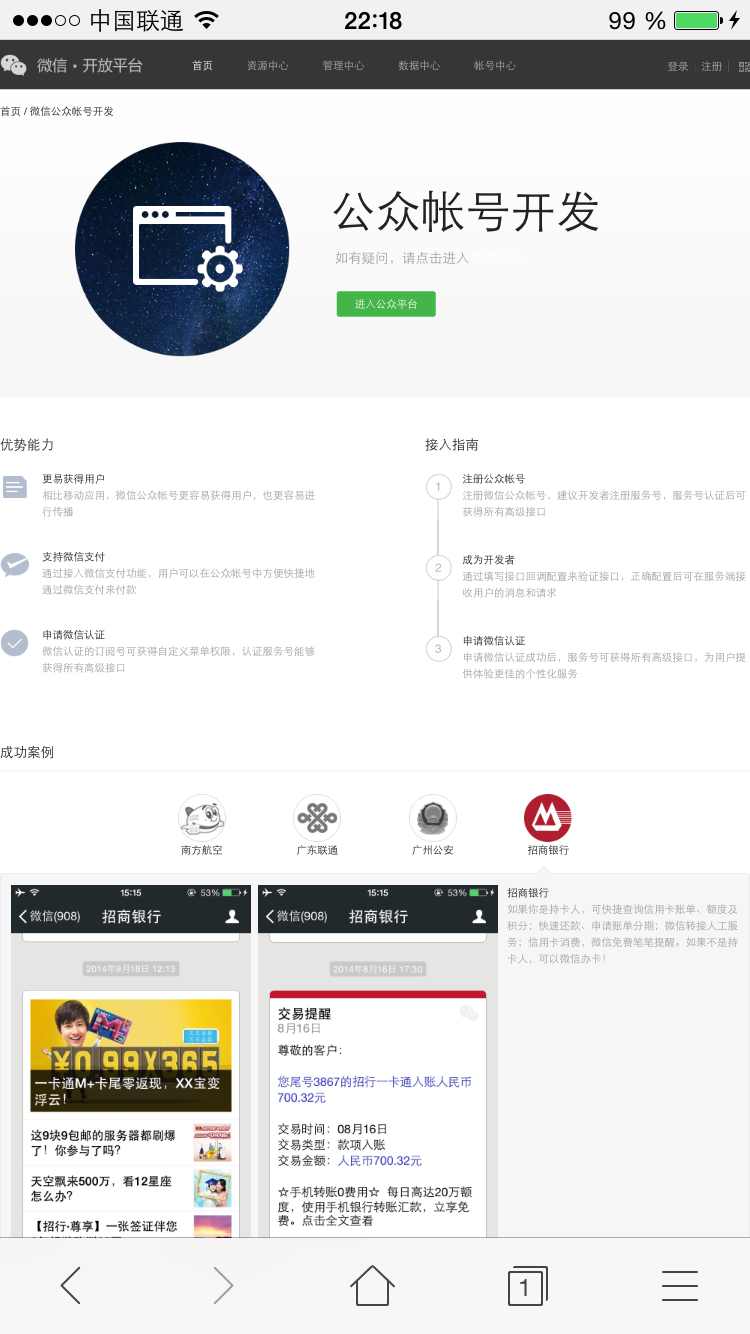 中国联通 22:18 99 %
微信·开放平台 首页 资源中心 管理中心 数据中心 帐号中心 登录 注册
首页 / 微信公众帐号开发
公众帐号开发
如有疑问，请点击进入
进入公众平台
优势能力
更易获得用户
相比移动应用，微信公众帐号更容易获得用户，也更容易进
行传播
支持微信支付
通过接入微信支付功能，用户可以在公众帐号中方便快捷地
通过微信支付来付款
申请微信认证
微信认证的订阅号可获得自定义菜单权限，认证服务号能够
获得所有高级接口
接入指南
1 注册公众帐号
注册微信公众帐号，建议开发者注册服务号，服务号认证后可
获得所有高级接口
2 成为开发者
通过填写接口回调配置来验证接口，正确配置后可在服务端接
收用户的消息和请求
3 申请微信认证
申请微信认证成功后，服务号可获得所有高级接口，为用户提
供体验更佳的个性化服务
成功案例
南方航空 广东联通 广州公安 招商银行
15:15 53%
微信(908) 招商银行
2014年8月18日 12:13
¥0.99X365
一卡通M+卡尾零返现，XX宝变
浮云！
这9块9包邮的服务器都刷爆
了！你参与了吗？
天空飘来500万，看12星座
怎么办？
【招行·尊享】一张签证伴您
15:15 53%
微信(908) 招商银行
2014年8月16日 17:30
交易提醒
8月16日
尊敬的客户：
您尾号3867的招行一卡通入账人民币
700.32元
交易时间：08月16日
交易类型：款项入账
交易金额：人民币700.32元
☆手机转账0费用☆ 每日高达20万额
度，使用手机银行转账汇款，立享免
费。点击全文查看
招商银行
如果你是持卡人，可快捷查询信用卡账单、额度及
积分；快速还款、申请账单分期；微信转接人工服
务；信用卡消费，微信免费笔笔提醒。如果不是持
卡人，可以微信办卡！
1